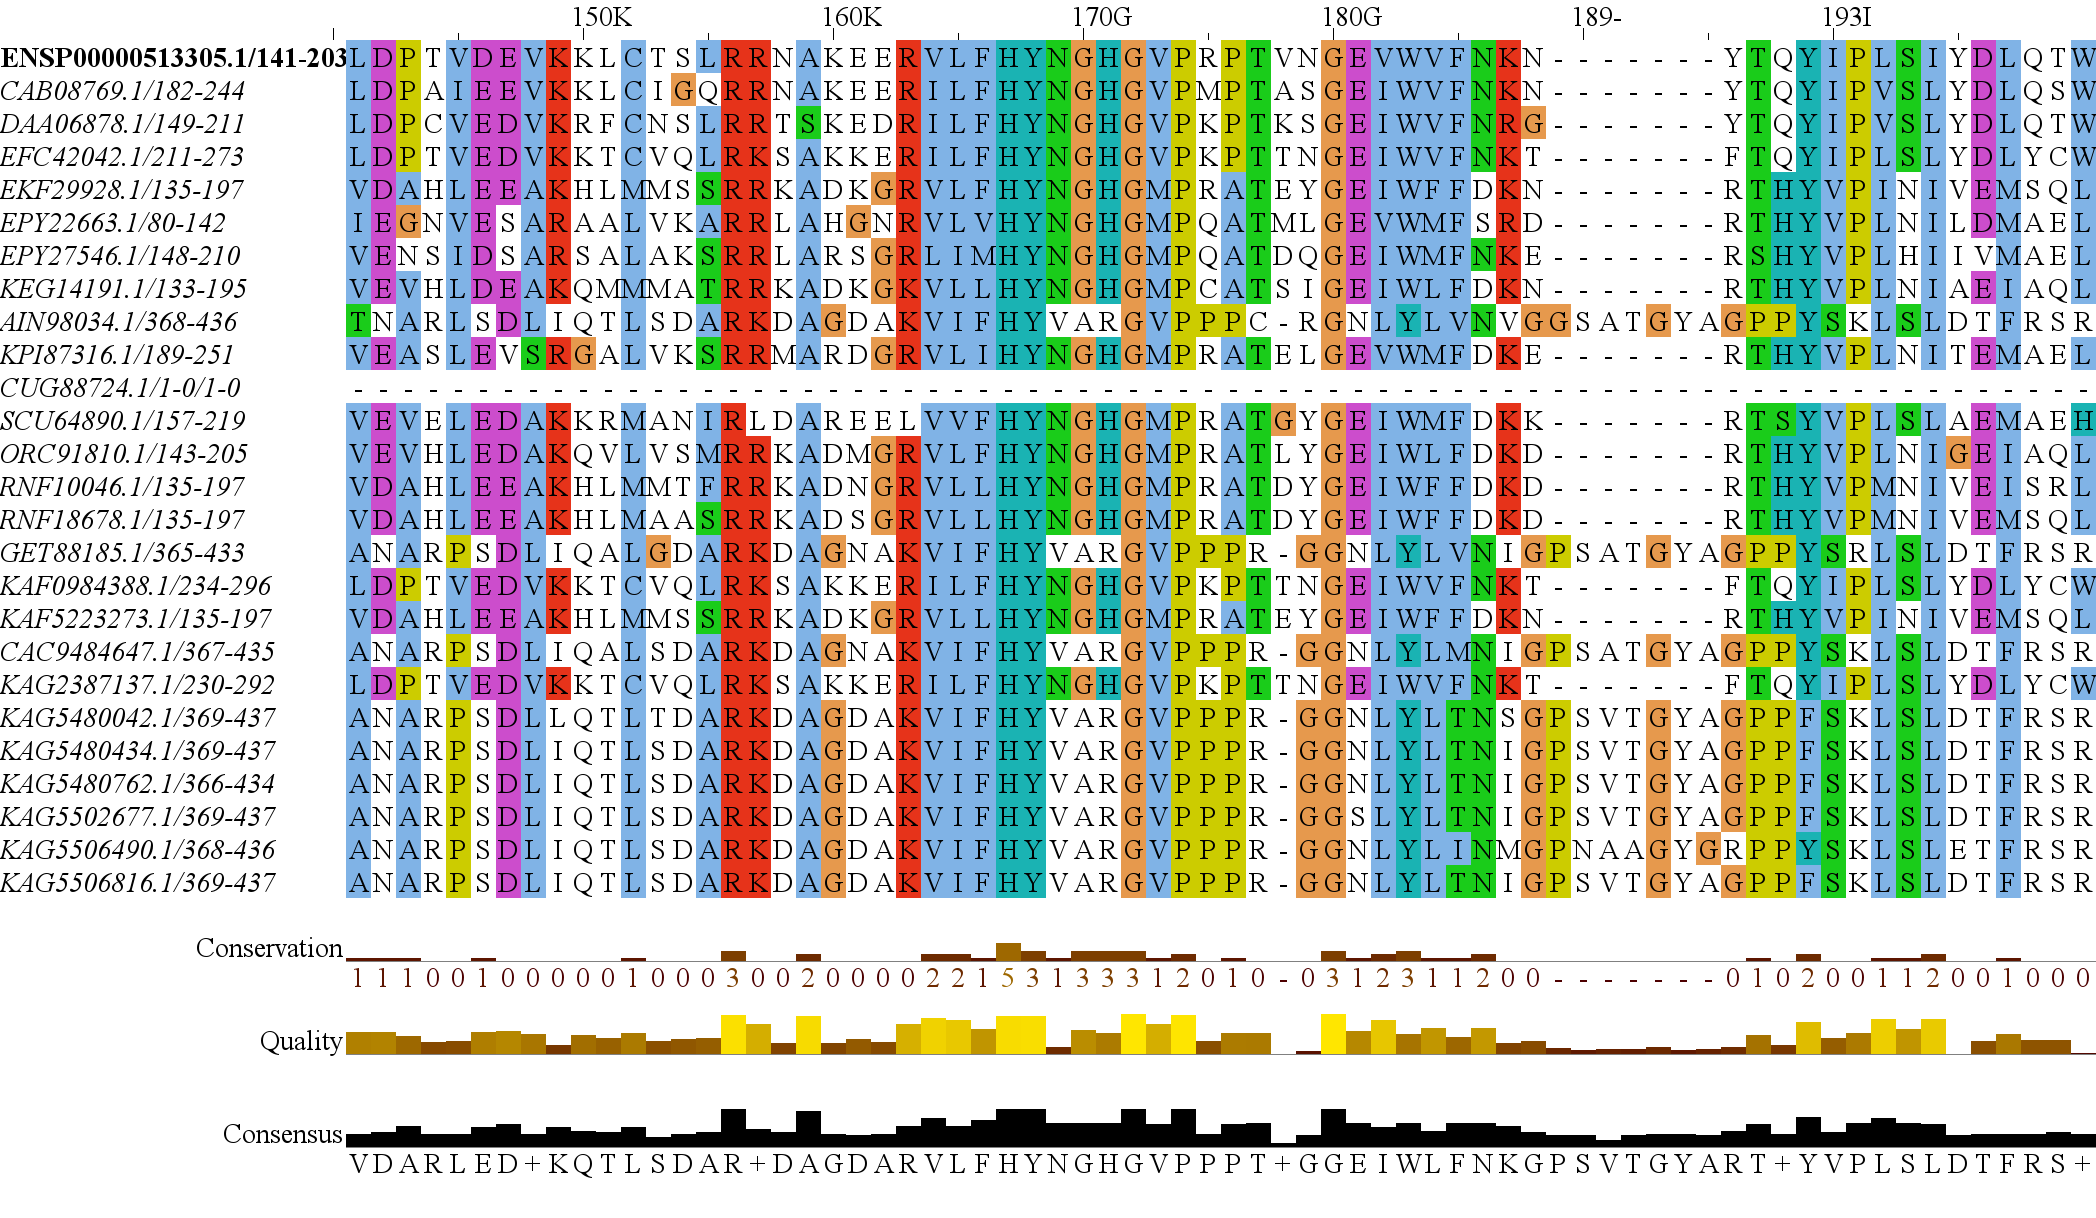 150K 160K 170G 180G 189- 193I
ENSP00000513305.1/141-203 LDPTVDEVKKLCTSLRRNAKEERVLFHYNGHGVPRPTVNGEVWVFNKN-------YTQYIPLSIYDLQTW
CAB08769.1/182-244 LDPAIEEVKKLCIGQRRNAKEERILFHYNGHGVPMPTASGEIWVFNKN-------YTQYIPVSLYDLQSW
DAA06878.1/149-211 LDPCVEDVKRFCNSLRRTSKEDRILFHYNGHGVPKPTKSGEIWVFNRG-------YTQYIPVSLYDLQTW
EFC42042.1/211-273 LDPTVEDVKKTCVQLRKSAKKERILFHYNGHGVPKPTTNGEIWVFNKT-------FTQYIPLSLYDLYCW
EKF29928.1/135-197 VDAHLEEAKHLMMSSRRKADKGRVLFHYNGHGMPRATEYGEIWFFDKN-------RTHYVPINIVEMSQL
EPY22663.1/80-142 IEGNVESARAALVKARRLAHGNRVLVHYNGHGMPQATMLGEVWMFSRD-------RTHYVPLNILDMAEL
EPY27546.1/148-210 VENSIDSARSALAKSRRLARSGRLIMHYNGHGMPQATDQGEIWMFNKE-------RSHYVPLHIIVMAEL
KEG14191.1/133-195 VEVHLDEAKQMMMATRRKADKGKVLLHYNGHGMPCATSIGEIWLFDKN-------RTHYVPLNIAEIAQL
AIN98034.1/368-436 TNARLSDLIQTLSDARKDAGDAKVIFHYVARGVPPPC-RGNLYLVNVGGSATGYAGPPYSKLSLDTFRSR
KPI87316.1/189-251 VEASLEVSRGALVKSRRMARDGRVLIHYNGHGMPRATELGEVWMFDKE-------RTHYVPLNITEMAEL
CUG88724.1/1-0/1-0 ----------------------------------------------------------------------
SCU64890.1/157-219 VEVELEDAKKRMANIRLDAREELVVFHYNGHGMPRATGYGEIWMFDKK-------RTSYVPLSLAEMAEH
ORC91810.1/143-205 VEVHLEDAKQVLVSMRRKADMGRVLFHYNGHGMPRATLYGEIWLFDKD-------RTHYVPLNIGEIAQL
RNF10046.1/135-197 VDAHLEEAKHLMMTFRRKADNGRVLLHYNGHGMPRATDYGEIWFFDKD-------RTHYVPMNIVEISRL
RNF18678.1/135-197 VDAHLEEAKHLMAASRRKADSGRVLLHYNGHGMPRATDYGEIWFFDKD-------RTHYVPMNIVEMSQL
GET88185.1/365-433 ANARPSDLIQALGDARKDAGNAKVIFHYVARGVPPPR-GGNLYLVNIGPSATGYAGPPYSRLSLDTFRSR
KAF0984388.1/234-296 LDPTVEDVKKTCVQLRKSAKKERILFHYNGHGVPKPTTNGEIWVFNKT-------FTQYIPLSLYDLYCW
KAF5223273.1/135-197 VDAHLEEAKHLMMSSRRKADKGRVLLHYNGHGMPRATEYGEIWFFDKN-------RTHYVPINIVEMSQL
CAC9484647.1/367-435 ANARPSDLIQALSDARKDAGNAKVIFHYVARGVPPPR-GGNLYLMNIGPSATGYAGPPYSKLSLDTFRSR
KAG2387137.1/230-292 LDPTVEDVKKTCVQLRKSAKKERILFHYNGHGVPKPTTNGEIWVFNKT-------FTQYIPLSLYDLYCW
KAG5480042.1/369-437 ANARPSDLLQTLTDARKDAGDAKVIFHYVARGVPPPR-GGNLYLTNSGPSVTGYAGPPFSKLSLDTFRSR
KAG5480434.1/369-437 ANARPSDLIQTLSDARKDAGDAKVIFHYVARGVPPPR-GGNLYLTNIGPSVTGYAGPPFSKLSLDTFRSR
KAG5480762.1/366-434 ANARPSDLIQTLSDARKDAGDAKVIFHYVARGVPPPR-GGNLYLTNIGPSVTGYAGPPFSKLSLDTFRSR
KAG5502677.1/369-437 ANARPSDLIQTLSDARKDAGDAKVIFHYVARGVPPPR-GGSLYLTNIGPSVTGYAGPPFSKLSLDTFRSR
KAG5506490.1/368-436 ANARPSDLIQTLSDARKDAGDAKVIFHYVARGVPPPR-GGNLYLINMGPNAAGYGRPPYSKLSLETFRSR
KAG5506816.1/369-437 ANARPSDLIQTLSDARKDAGDAKVIFHYVARGVPPPR-GGNLYLTNIGPSVTGYAGPPFSKLSLDTFRSR
Conservation
1110010000010003002000022153133312010-0312311200-------010200112001000
Quality
Consensus
VDARLED+KQTLSDAR+DAGDARVLFHYNGHGVPPPT+GGEIWLFNKGPSVTGYART+YVPLSLDTFRS+